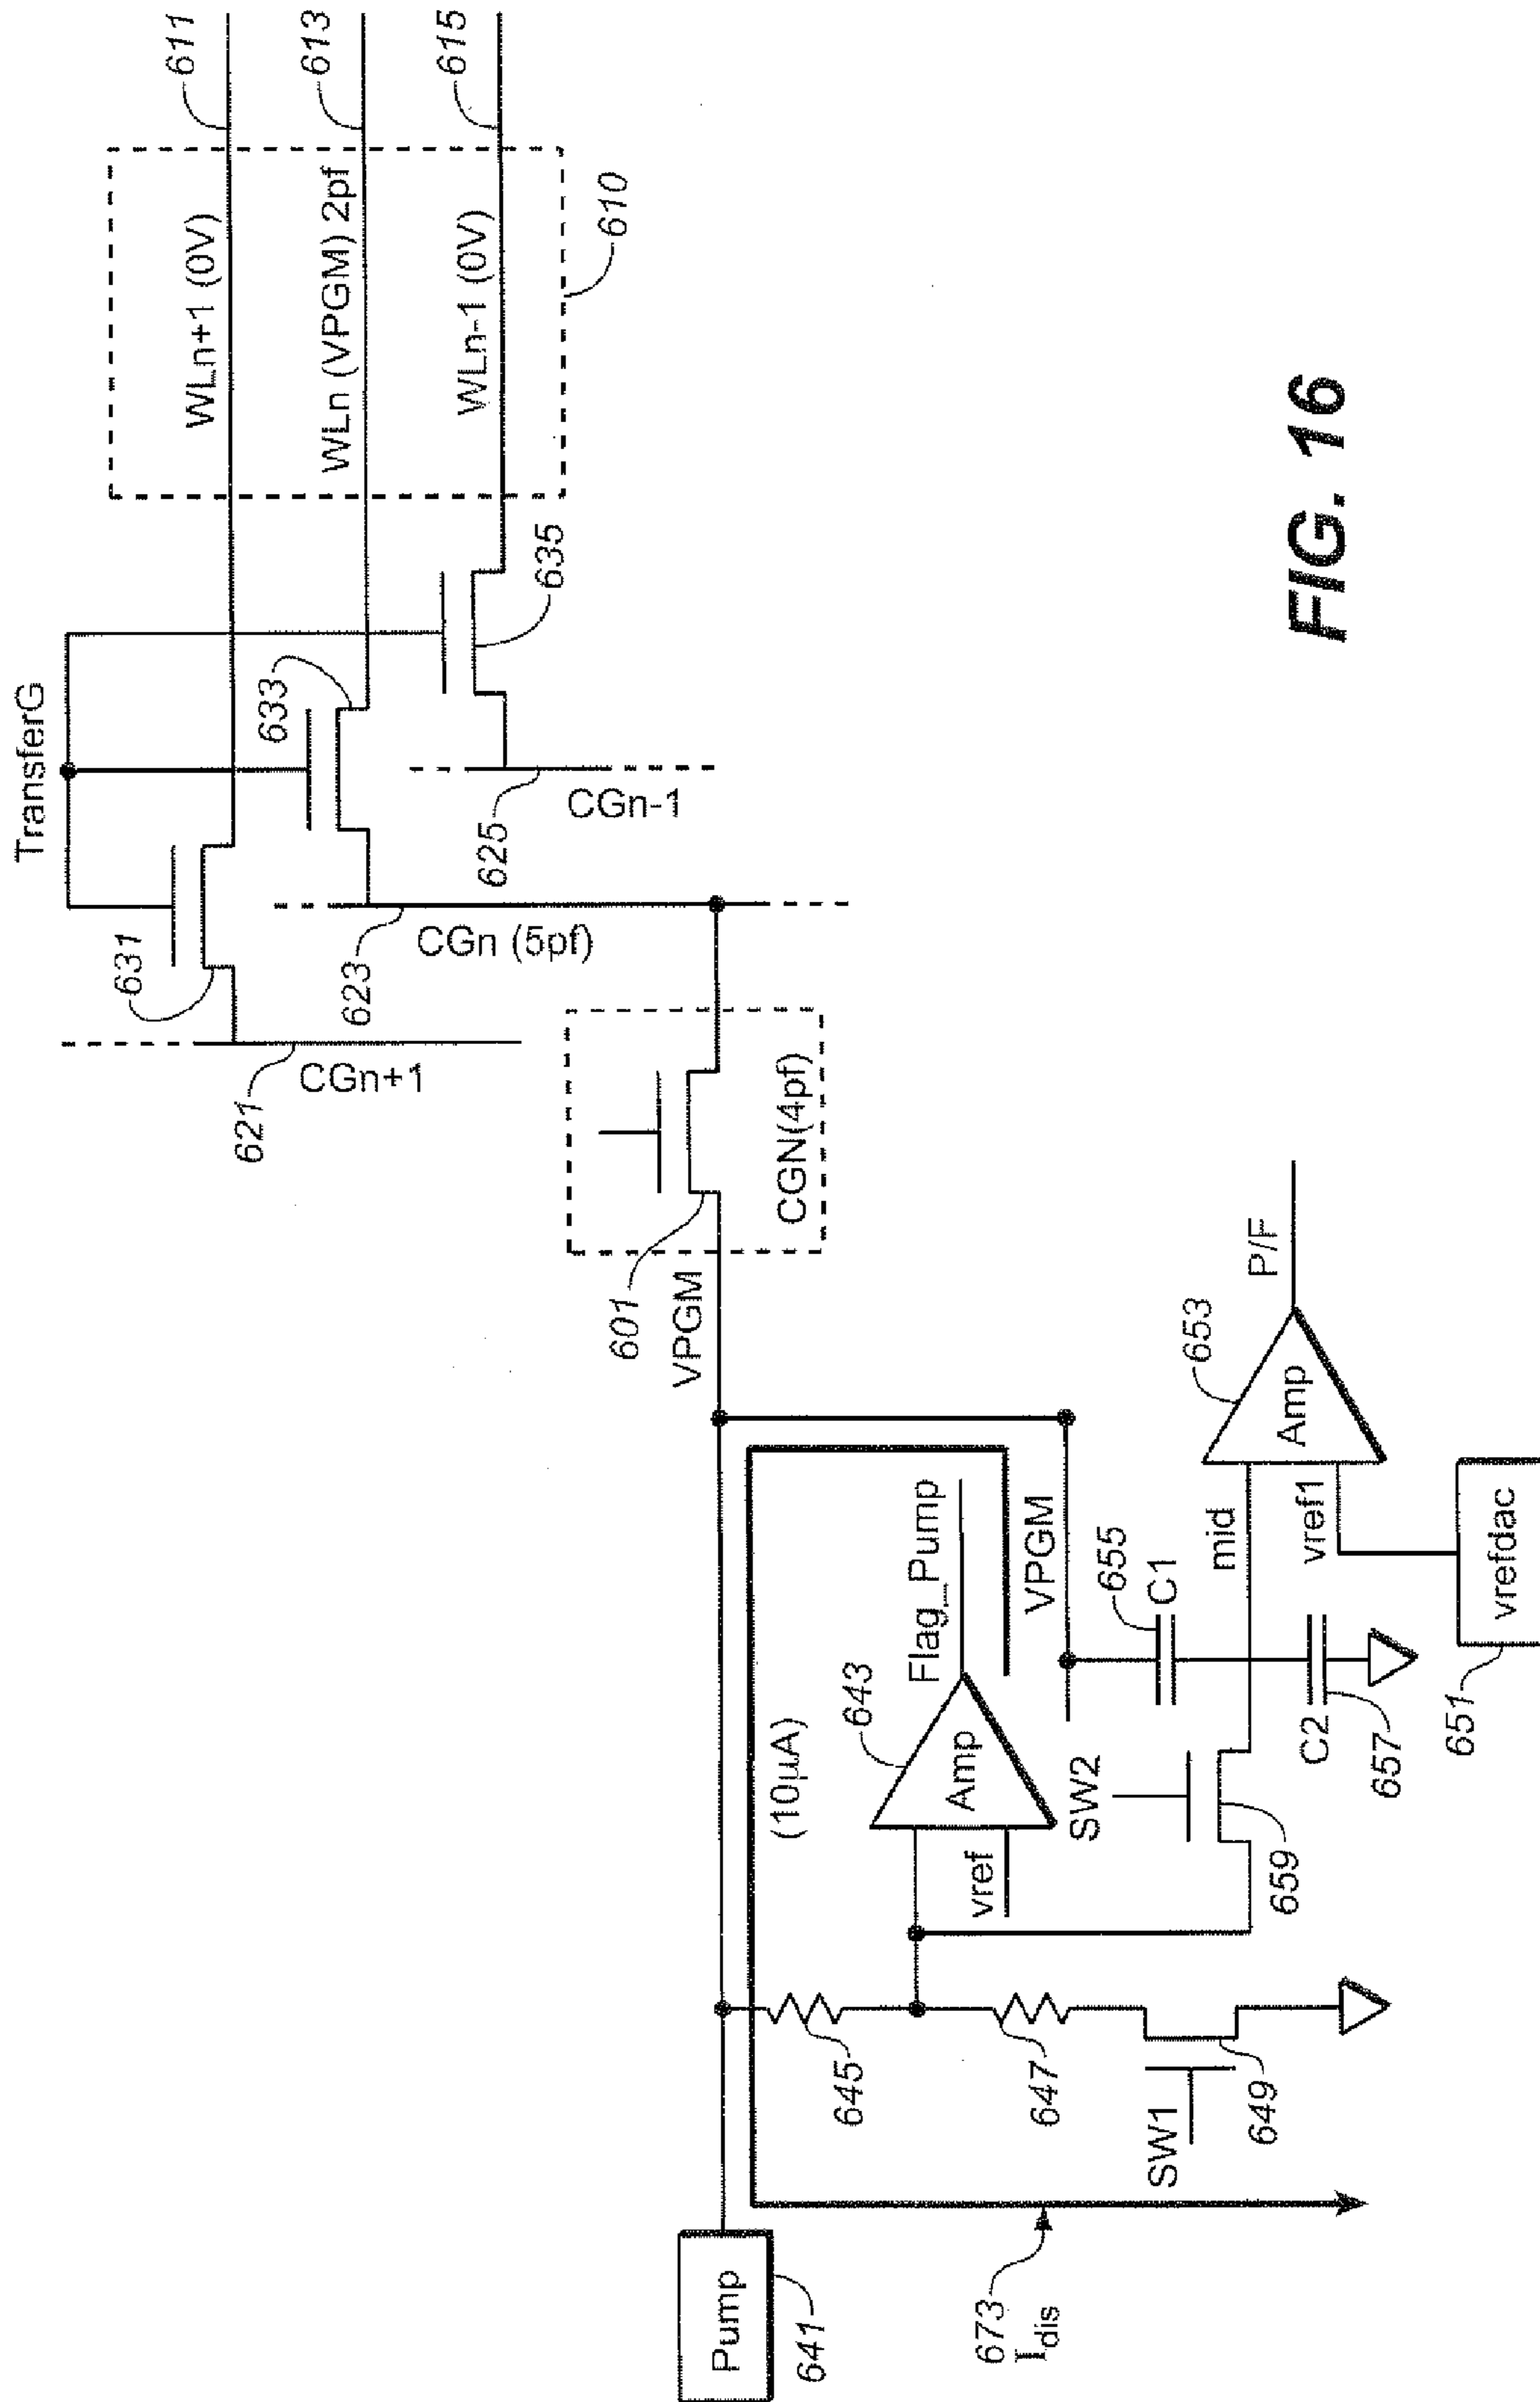 TransferG
611
613
615
WLn+1 (0V)
WLn (VPGM) 2pf
WLn-1 (0V)
610
631
633
635
621
CGn+1
623
CGn (5pf)
625
CGn-1
601
CGN(4pf)
VPGM
Pump
641
673
Idis
(10µA)
645
647
SW1
649
643
Amp
vref
Flag_Pump
VPGM
SW2
659
655
C1
C2
657
mid
vref1
653
Amp
P/F
651
vrefdac
FIG. 16